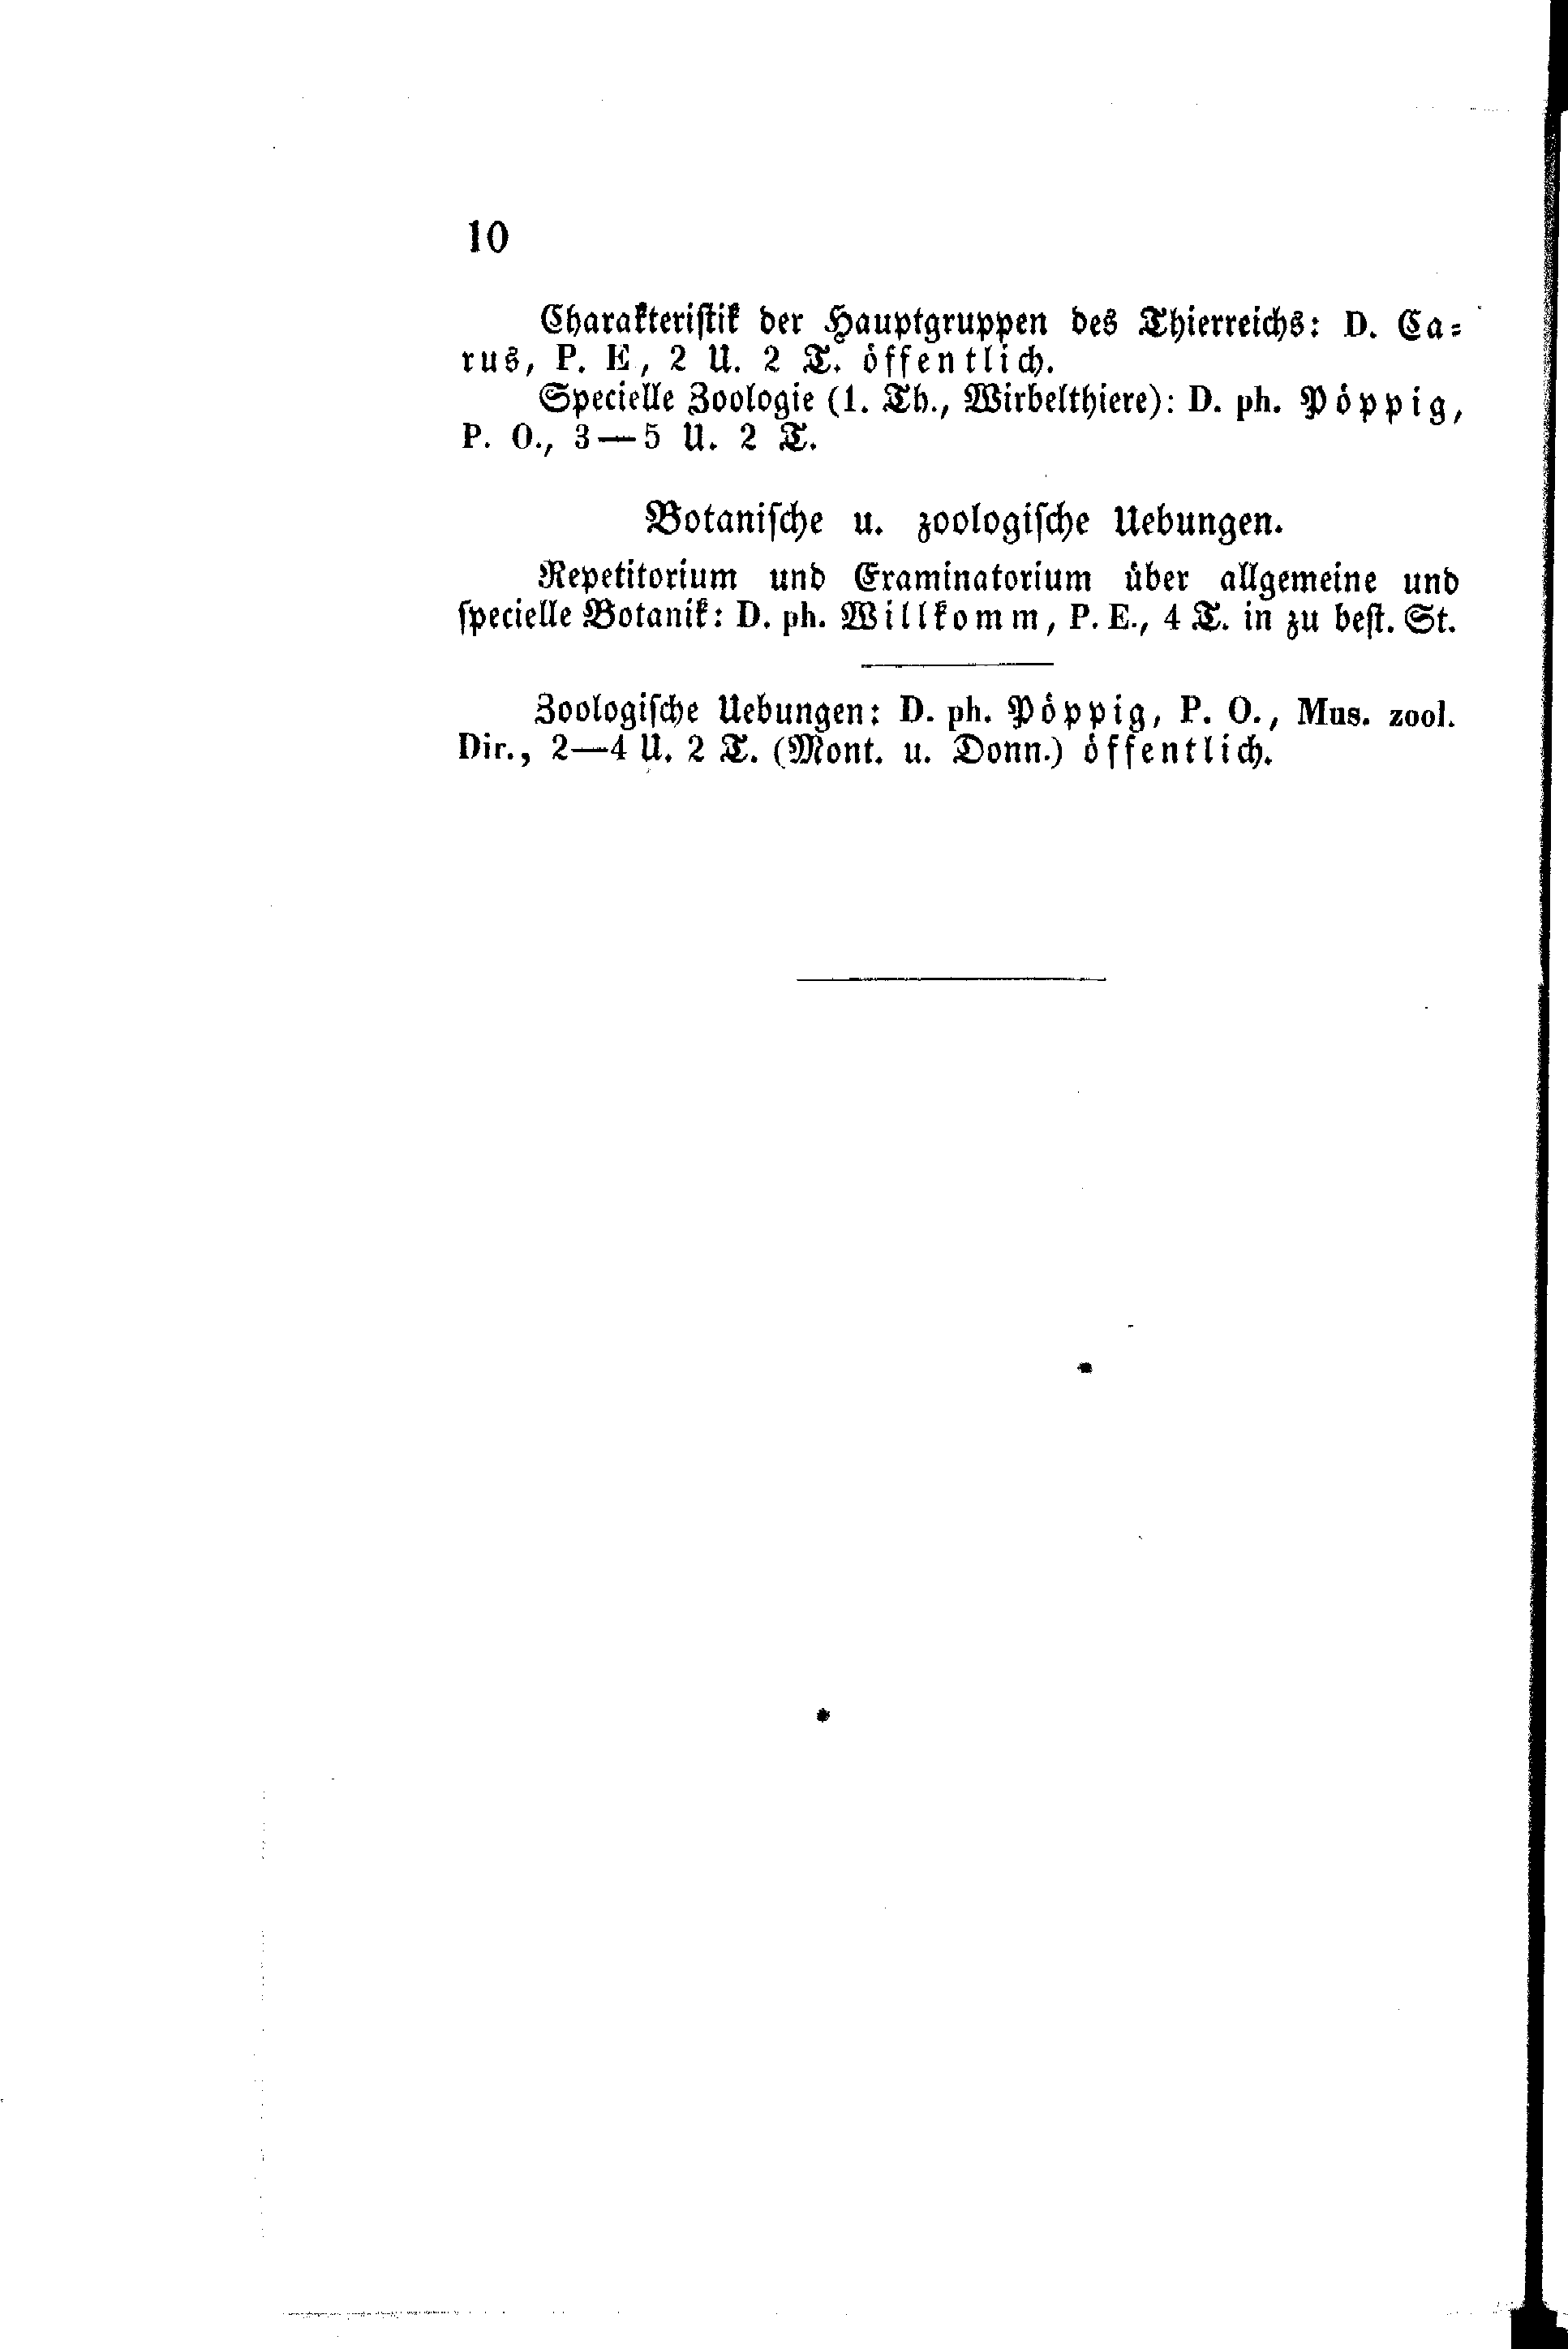 10
Charakteristik der Hauptgruppen des Thierreichs: D. Ca-
rus, P. E, 2 U. 2 T. öffentlich.
Specielle Zoologie (1. Th., Wirbelthiere): D. ph. Pöppig,
P. O., 3—5 U. 2 T.
Botanische u. zoologische Uebungen.
Repetitorium und Examinatorium über allgemeine und
specielle Botanik: D. ph. Willkomm, P. E., 4 T. in zu best. St.
Zoologische Uebungen: D. ph. Pöppig, P. O., Mus. zool.
Dir., 2—4 U. 2 T. (Mont. u. Donn.) öffentlich.